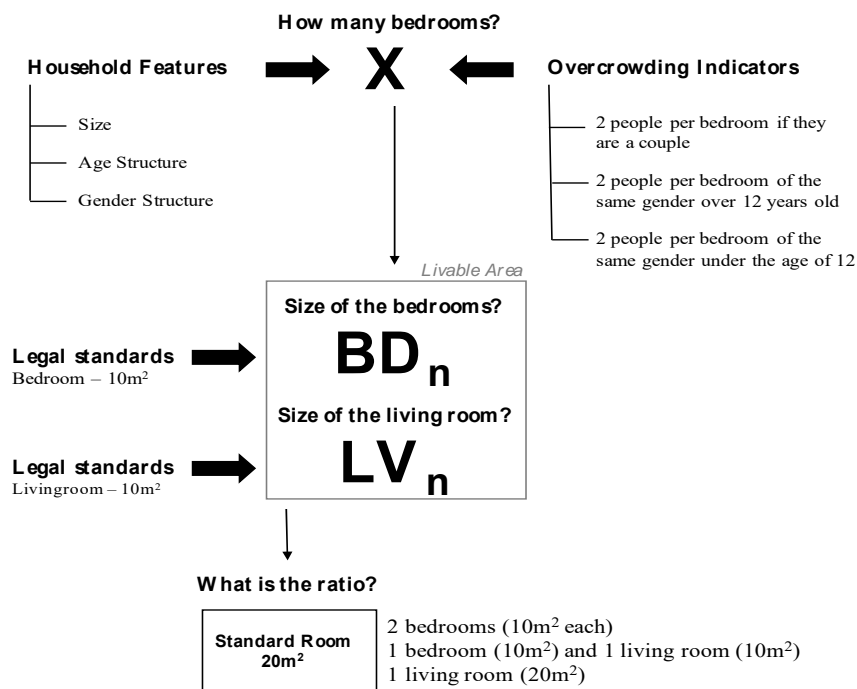 How many bedrooms?
Household Features
X
Overcrowding Indicators
Size
Age Structure
Gender Structure
2 people per bedroom if they
are a couple
2 people per bedroom of the
same gender over 12 years old
2 people per bedroom of the
same gender under the age of 12
Livable Area
Size of the bedrooms?
BDn
Legal standards
Bedroom – 10m²
Size of the living room?
LVn
Legal standards
Livingroom – 10m²
What is the ratio?
Standard Room
20m²
2 bedrooms (10m² each)
1 bedroom (10m²) and 1 living room (10m²)
1 living room (20m²)